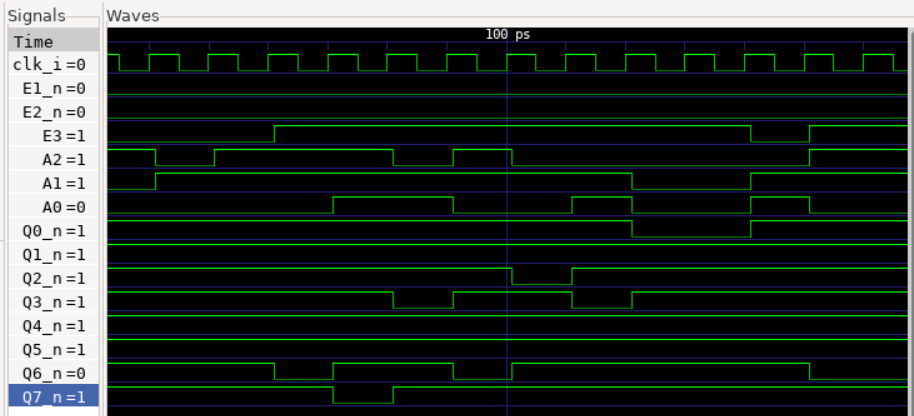 Signals
Waves
Time
100 ps
clk_i=0
E1_n=0
E2_n=0
E3=1
A2=1
A1=1
A0=0
Q0_n=1
Q1_n=1
Q2_n=1
Q3_n=1
Q4_n=1
Q5_n=1
Q6_n=0
Q7_n=1